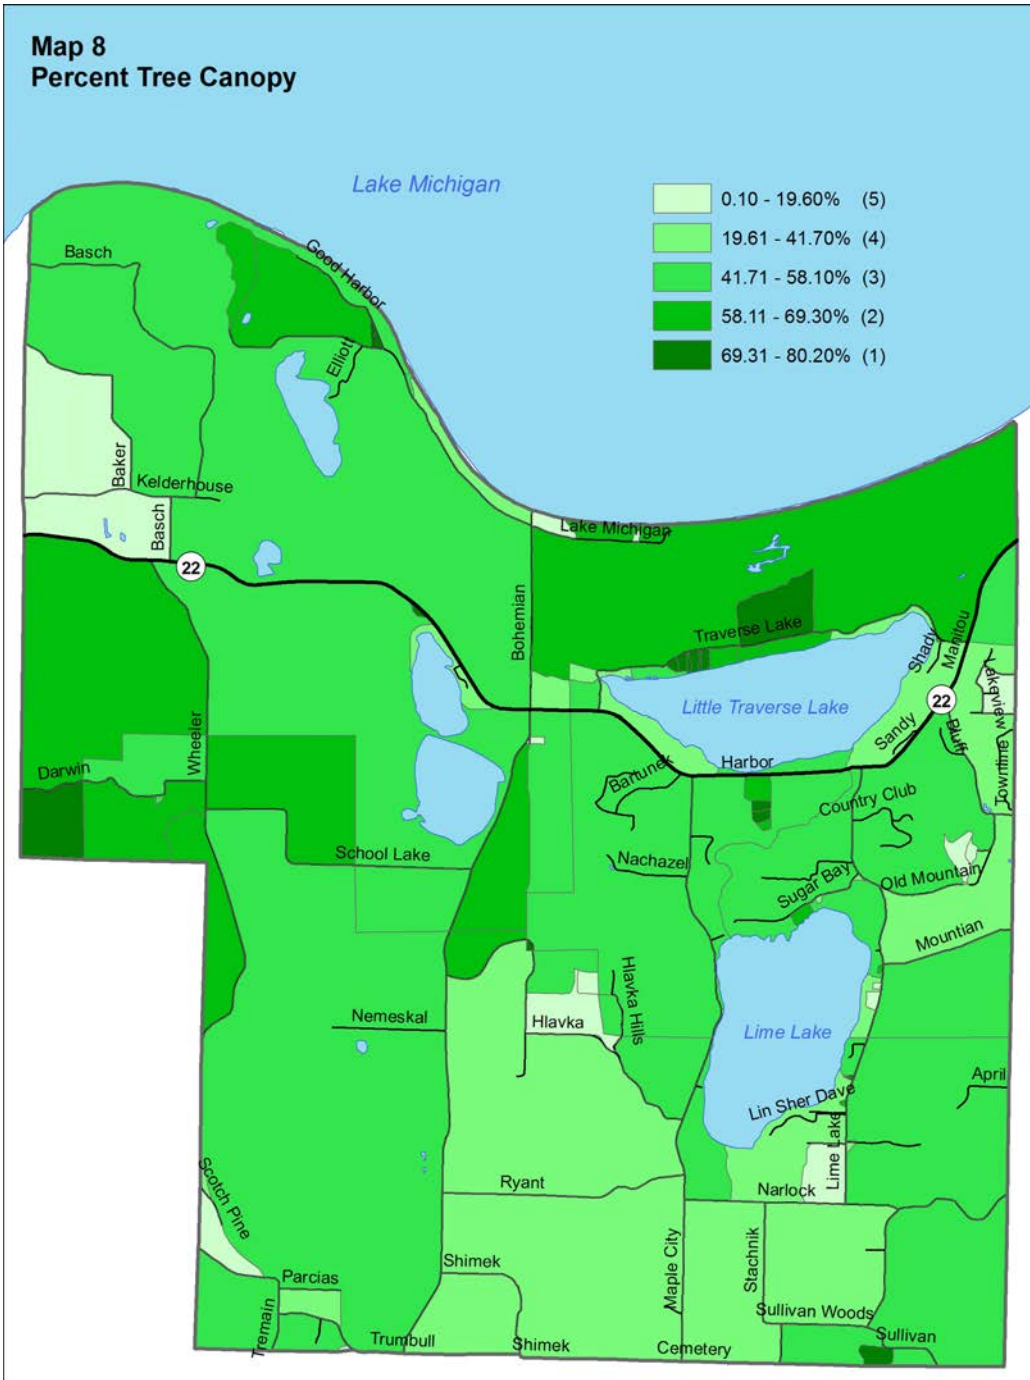 Map 8
Percent Tree Canopy
Lake Michigan
0.10 - 19.60% (5)
19.61 - 41.70% (4)
41.71 - 58.10% (3)
58.11 - 69.30% (2)
69.31 - 80.20% (1)
Basch
Good Harbor
Elliott
Baker
Kelderhouse
Basch
22
Lake Michigan
Bohemian
Traverse Lake
Shady
Manitou
Lakeview
Little Traverse Lake
22
Wheeler
Sandy
Bluff
Townline
Darwin
Harbor
Bartunek
Country Club
School Lake
Nachazel
Sugar Bay
Old Mountain
Mountian
Hlavka Hills
Nemeskal
Hlavka
Lime Lake
April
Lin Sher Dave
Lime Lake
Scotch Pine
Ryant
Narlock
Maple City
Stachnik
Shimek
Parcias
Sullivan Woods
Tremain
Trumbull
Shimek
Cemetery
Sullivan